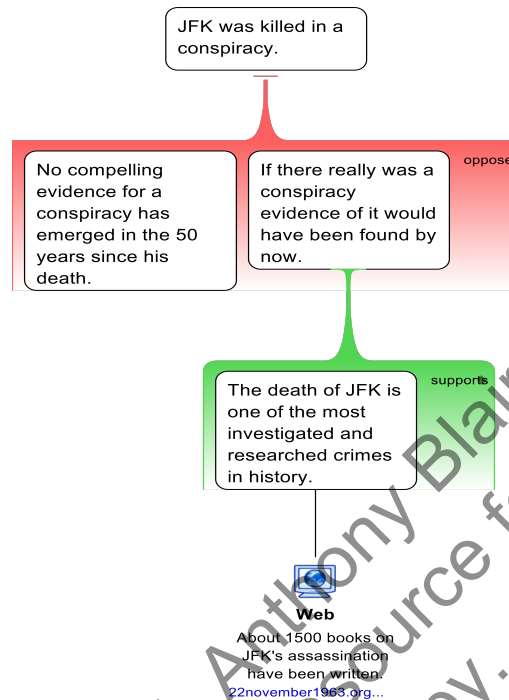 JFK was killed in a
conspiracy.
No compelling
evidence for a
conspiracy has
emerged in the 50
years since his
death.
If there really was a
conspiracy
evidence of it would
have been found by
now.
oppose
The death of JFK is
one of the most
investigated and
researched crimes
in history.
supports
Web
About 1500 books on
JFK's assassination
have been written.
22november1963.org...
Anthony Blair